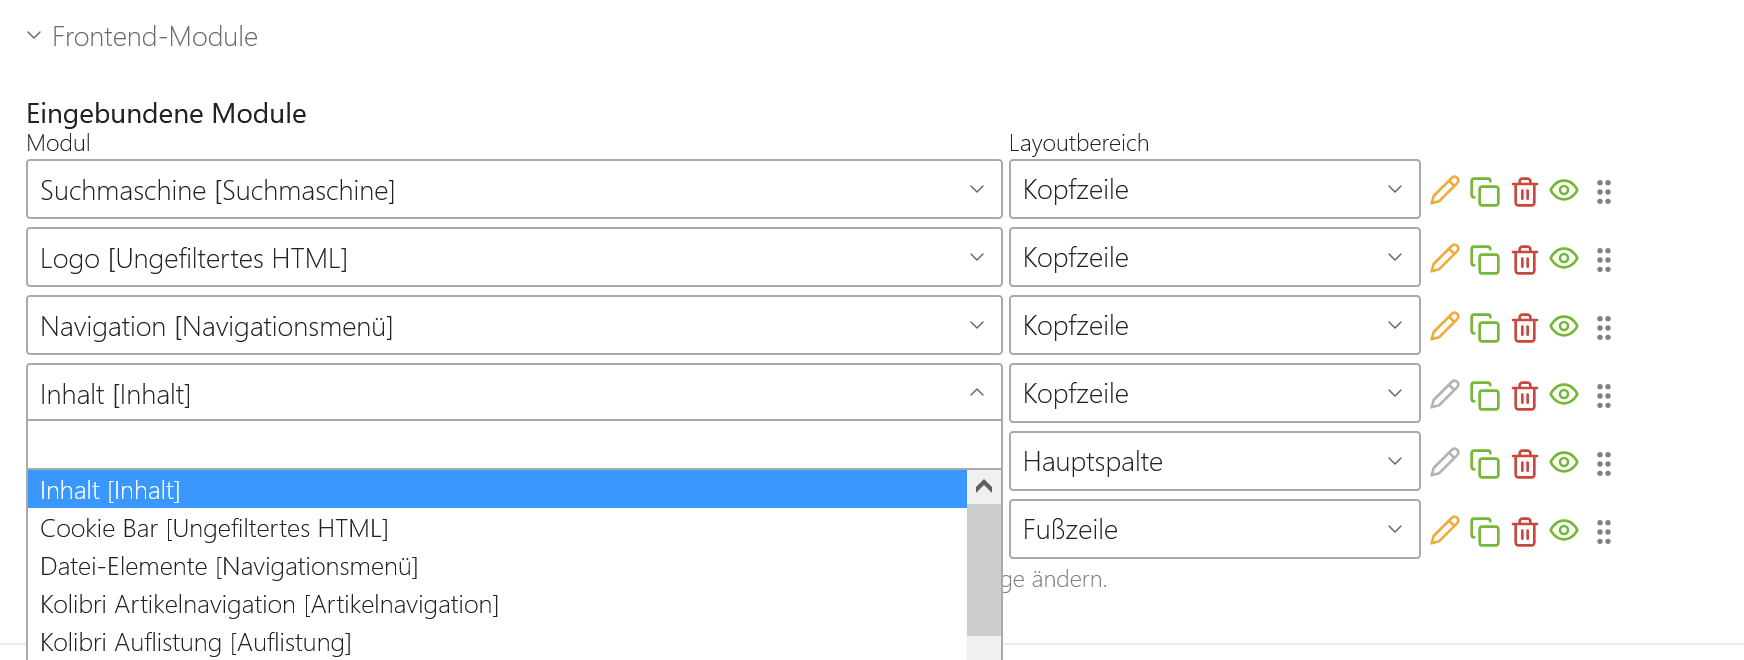 Frontend-Module
Eingebundene Module
Modul Layoutbereich
Suchmaschine [Suchmaschine] Kopfzeile
Logo [Ungefiltertes HTML] Kopfzeile
Navigation [Navigationsmenü] Kopfzeile
Inhalt [Inhalt] Kopfzeile
Hauptspalte
Inhalt [Inhalt]
Cookie Bar [Ungefiltertes HTML] Fußzeile
Datei-Elemente [Navigationsmenü] ge ändern.
Kolibri Artikelnavigation [Artikelnavigation]
Kolibri Auflistung [Auflistung]